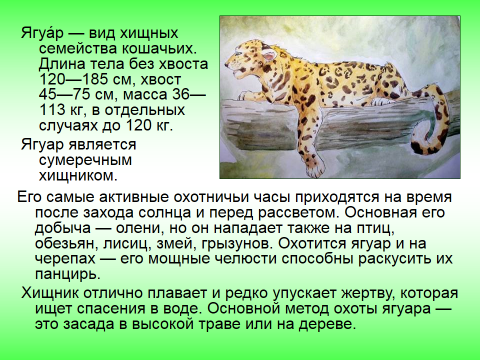 Ягуа́р — вид хищных
семейства кошачьих.
Длина тела без хвоста
120—185 см, хвост
45—75 см, масса 36—
113 кг, в отдельных
случаях до 120 кг.
Ягуар является
сумеречным
хищником.
Его самые активные охотничьи часы приходятся на время
после захода солнца и перед рассветом. Основная его
добыча — олени, но он нападает также на птиц,
обезьян, лисиц, змей, грызунов. Охотится ягуар и на
черепах — его мощные челюсти способны раскусить их
панцирь.
Хищник отлично плавает и редко упускает жертву, которая
ищет спасения в воде. Основной метод охоты ягуара —
это засада в высокой траве или на дереве.